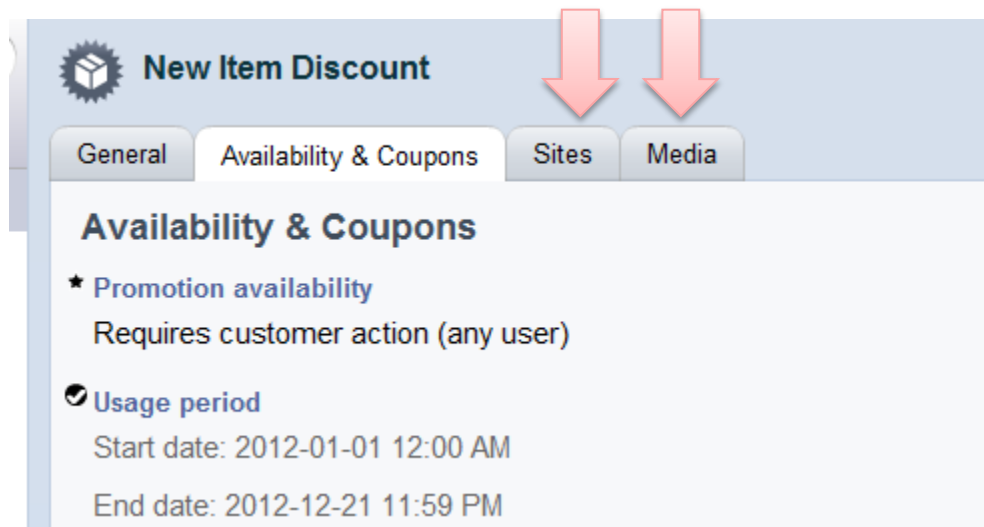 New Item Discount
General Availability & Coupons Sites Media
Availability & Coupons
Promotion availability
Requires customer action (any user)
Usage period
Start date: 2012-01-01 12:00 AM
End date: 2012-12-21 11:59 PM